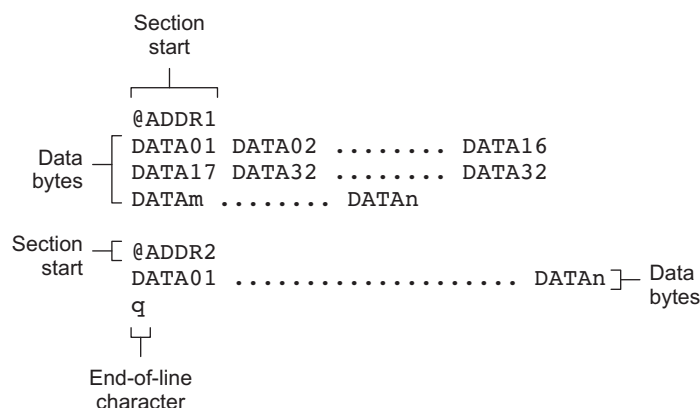 Section
start
@ADDR1
Data
bytes
DATA01 DATA02 ........ DATA16
DATA17 DATA32 ........ DATA32
DATAm ........ DATAn
Section
start
@ADDR2
DATA01 .................... DATAn
Data
bytes
q
End-of-line
character